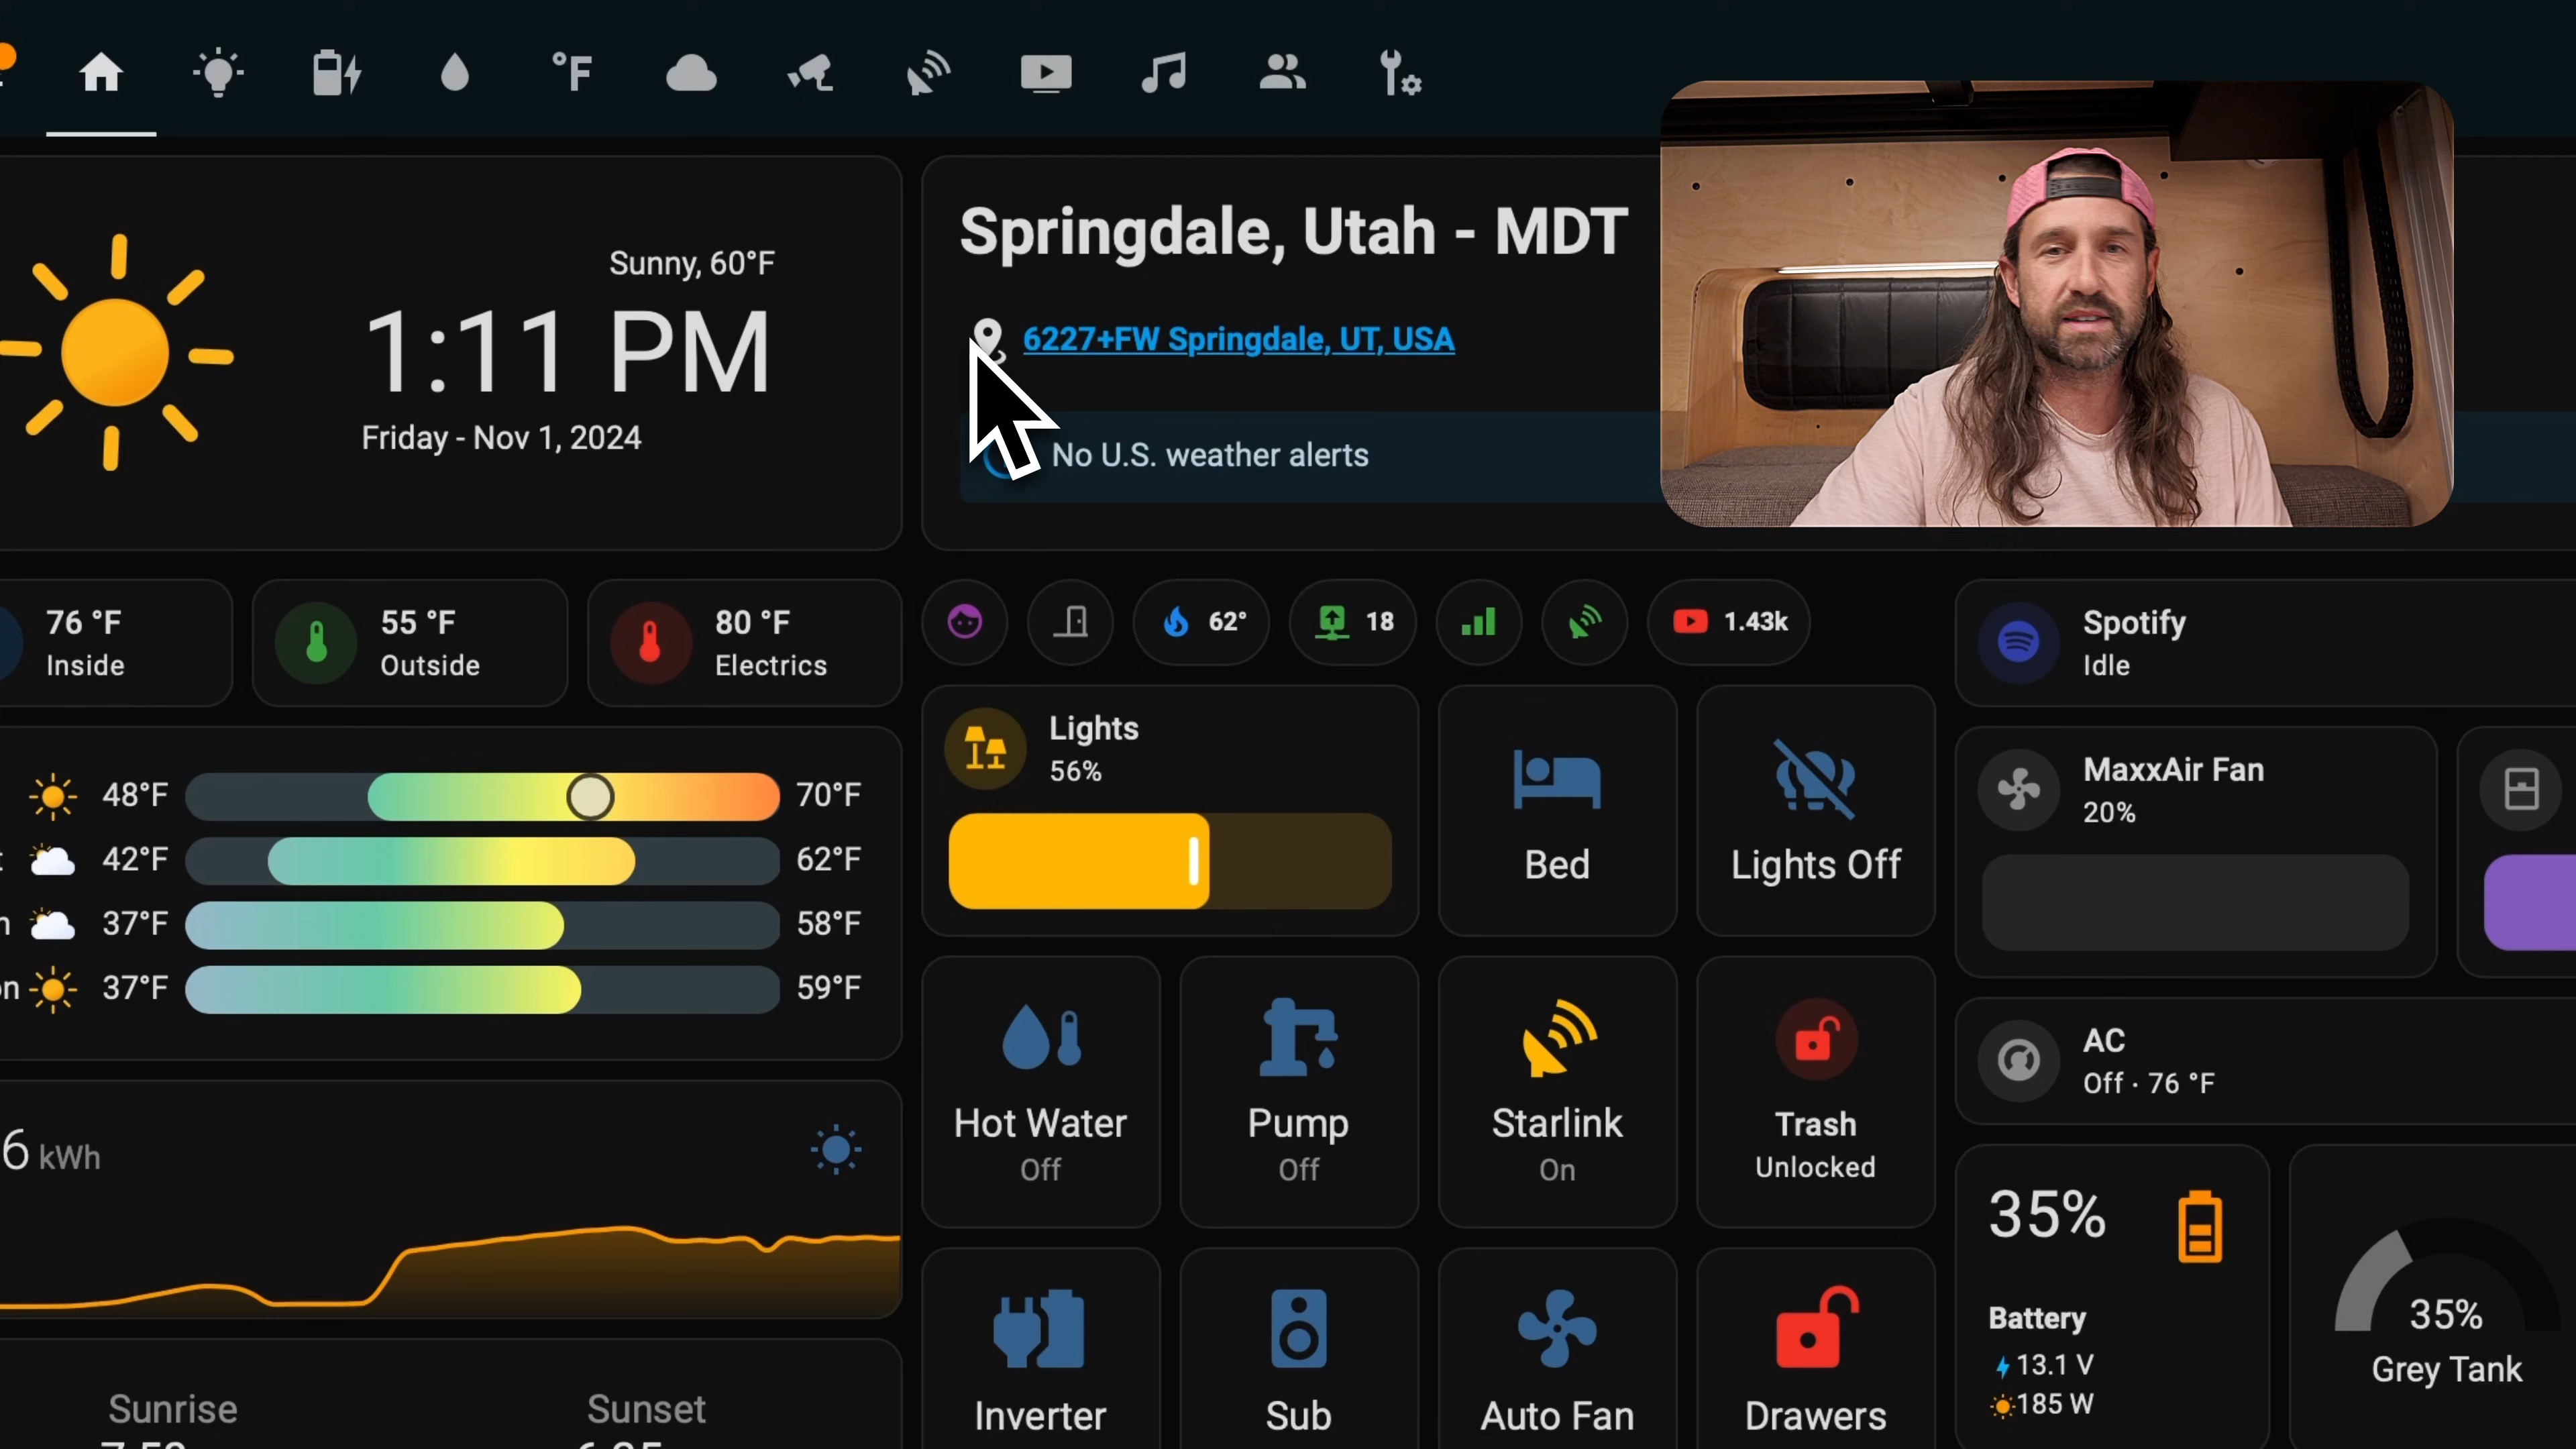 °F
Sunny, 60°F
1:11 PM
Friday - Nov 1, 2024
Springdale, Utah - MDT
6227+FW Springdale, UT, USA
No U.S. weather alerts
76 °F
Inside
55 °F
Outside
80 °F
Electrics
62°
18
1.43k
Spotify
Idle
48°F
70°F
42°F
62°F
37°F
58°F
37°F
59°F
Lights
56%
Bed
Lights Off
MaxxAir Fan
20%
Hot Water
Off
Pump
Off
Starlink
On
Trash
Unlocked
AC
Off · 76 °F
6 kWh
Inverter
Sub
Auto Fan
Drawers
35%
Battery
13.1 V
185 W
35%
Grey Tank
Sunrise
Sunset